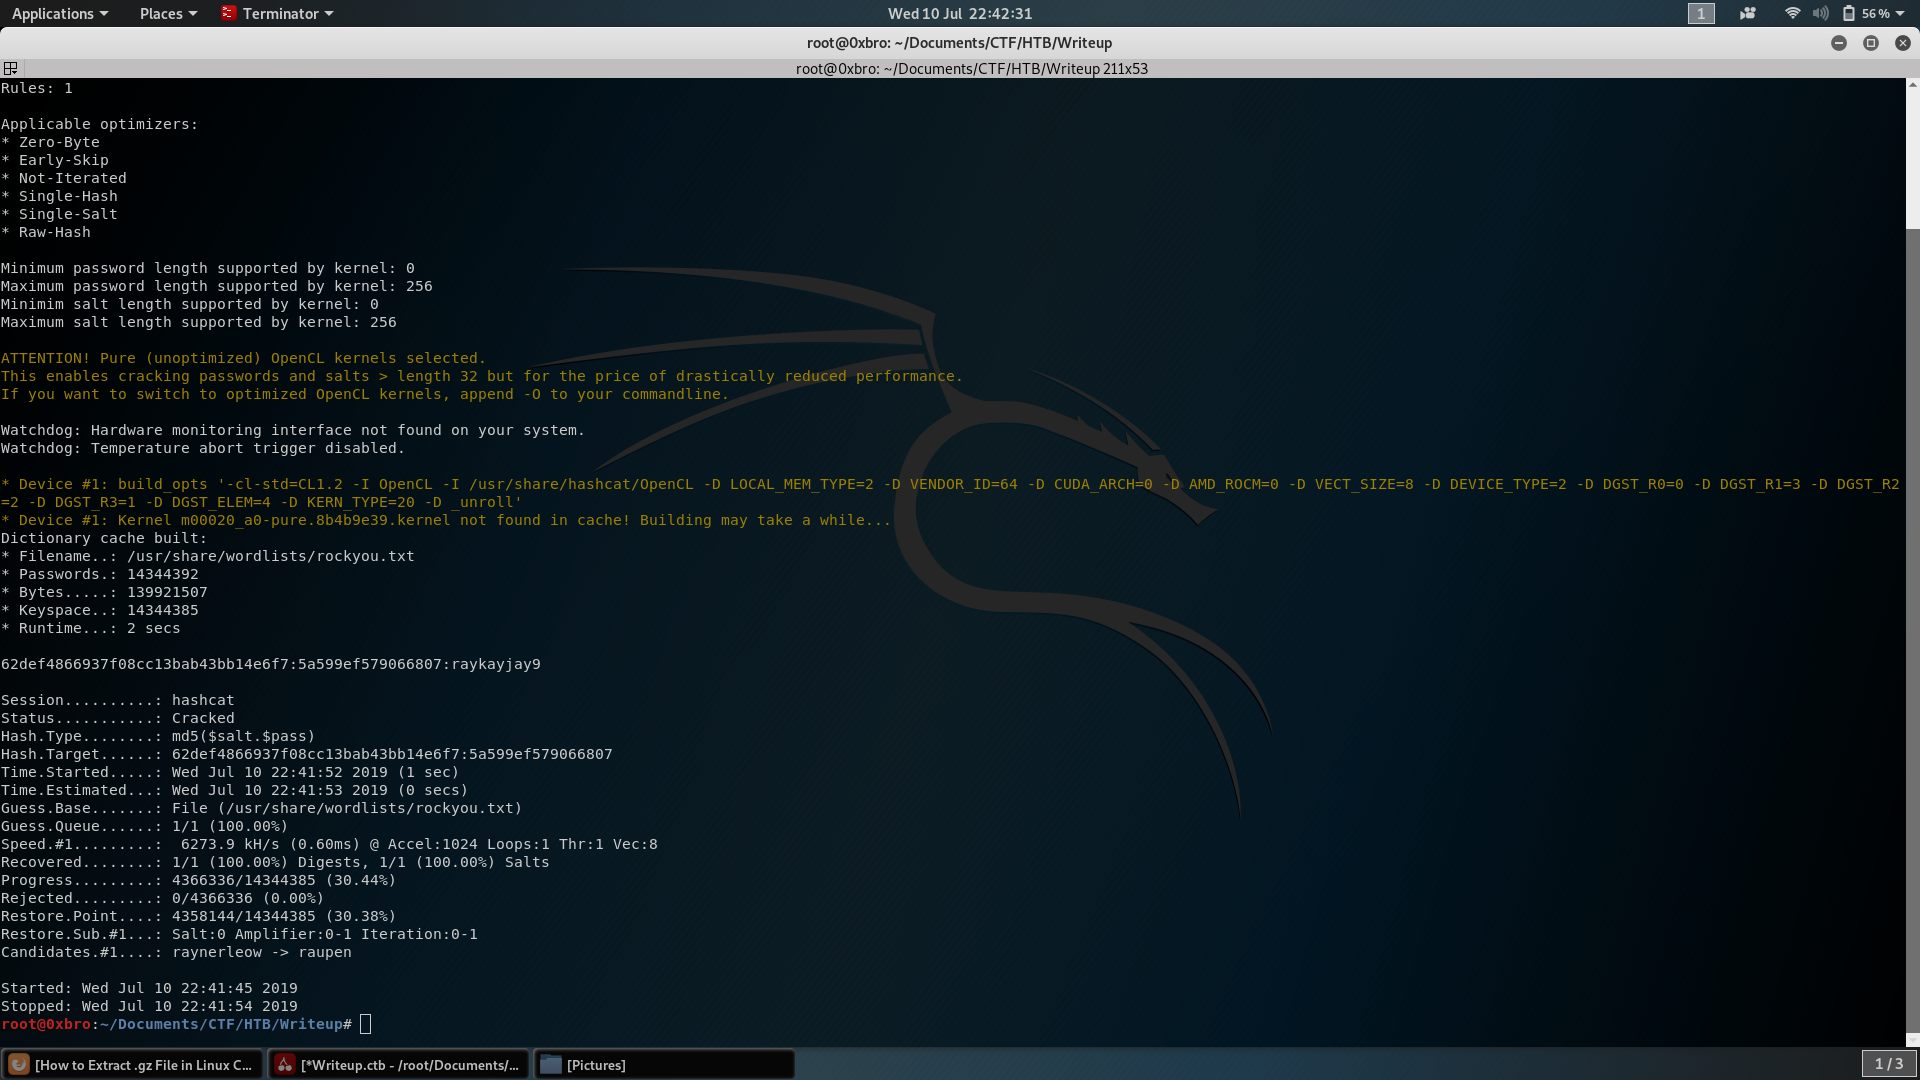 Applications Places Terminator Wed 10 Jul 22:42:31 1 56 %
root@0xbro: ~/Documents/CTF/HTB/Writeup
root@0xbro: ~/Documents/CTF/HTB/Writeup 211x53
Rules: 1
Applicable optimizers:
* Zero-Byte
* Early-Skip
* Not-Iterated
* Single-Hash
* Single-Salt
* Raw-Hash
Minimum password length supported by kernel: 0
Maximum password length supported by kernel: 256
Minimim salt length supported by kernel: 0
Maximum salt length supported by kernel: 256
ATTENTION! Pure (unoptimized) OpenCL kernels selected.
This enables cracking passwords and salts > length 32 but for the price of drastically reduced performance.
If you want to switch to optimized OpenCL kernels, append -O to your commandline.
Watchdog: Hardware monitoring interface not found on your system.
Watchdog: Temperature abort trigger disabled.
* Device #1: build_opts '-cl-std=CL1.2 -I OpenCL -I /usr/share/hashcat/OpenCL -D LOCAL_MEM_TYPE=2 -D VENDOR_ID=64 -D CUDA_ARCH=0 -D AMD_ROCM=0 -D VECT_SIZE=8 -D DEVICE_TYPE=2 -D DGST_R0=0 -D DGST_R1=3 -D DGST_R2
=2 -D DGST_R3=1 -D DGST_ELEM=4 -D KERN_TYPE=20 -D _unroll'
* Device #1: Kernel m00020_a0-pure.8b4b9e39.kernel not found in cache! Building may take a while...
Dictionary cache built:
* Filename..: /usr/share/wordlists/rockyou.txt
* Passwords.: 14344392
* Bytes.....: 139921507
* Keyspace..: 14344385
* Runtime...: 2 secs
62def4866937f08cc13bab43bb14e6f7:5a599ef579066807:raykayjay9
Session..........: hashcat
Status...........: Cracked
Hash.Type........: md5($salt.$pass)
Hash.Target......: 62def4866937f08cc13bab43bb14e6f7:5a599ef579066807
Time.Started.....: Wed Jul 10 22:41:52 2019 (1 sec)
Time.Estimated...: Wed Jul 10 22:41:53 2019 (0 secs)
Guess.Base.......: File (/usr/share/wordlists/rockyou.txt)
Guess.Queue......: 1/1 (100.00%)
Speed.#1.........:  6273.9 kH/s (0.60ms) @ Accel:1024 Loops:1 Thr:1 Vec:8
Recovered........: 1/1 (100.00%) Digests, 1/1 (100.00%) Salts
Progress.........: 4366336/14344385 (30.44%)
Rejected.........: 0/4366336 (0.00%)
Restore.Point....: 4358144/14344385 (30.38%)
Restore.Sub.#1...: Salt:0 Amplifier:0-1 Iteration:0-1
Candidates.#1....: raynerleow -> raupen
Started: Wed Jul 10 22:41:45 2019
Stopped: Wed Jul 10 22:41:54 2019
root@0xbro:~/Documents/CTF/HTB/Writeup#
[How to Extract .gz File in Linux C... [*Writeup.ctb - /root/Documents/... [Pictures] 1 / 3